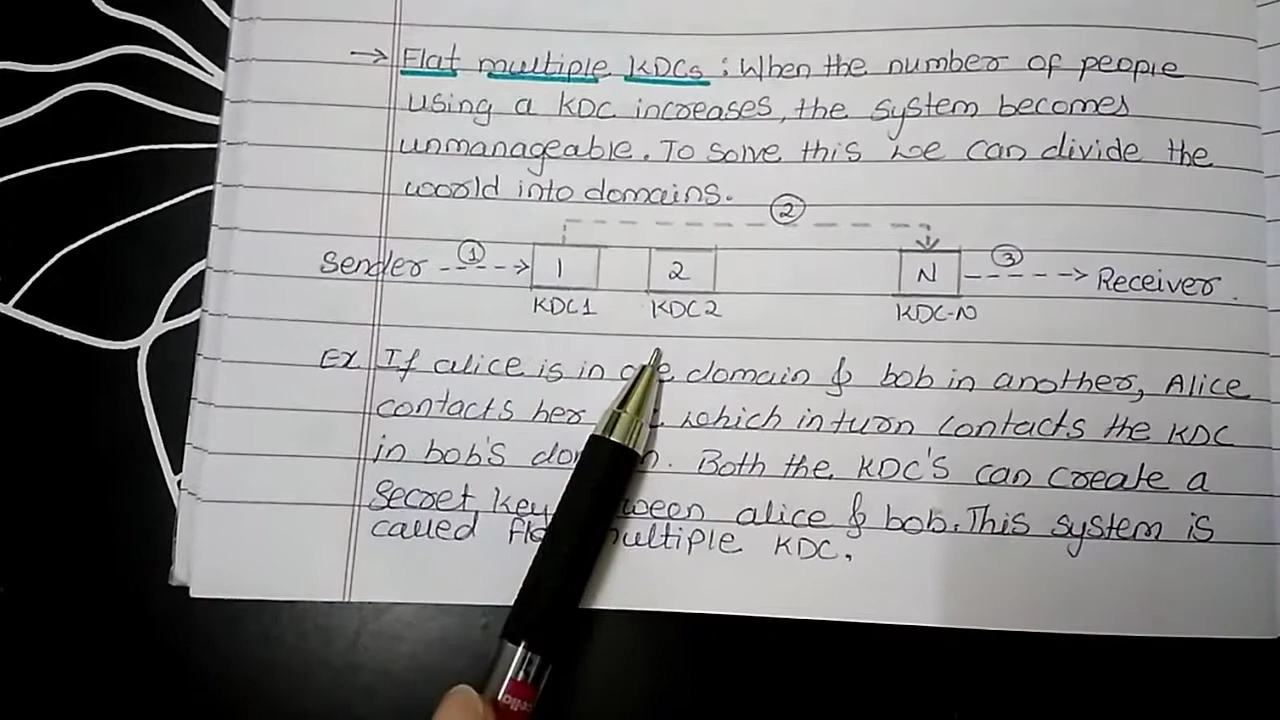 → Flat multiple KDCs : When the number of people
using a KDC increases, the system becomes
unmanageable. To solve this we can divide the
world into domains.
②
Sender ① 1 2 N ③ Receiver.
KDC1 KDC2 KDC-N
Ex If alice is in domain & bob in another, Alice
contacts her which inturn contacts the KDC
in bob's . Both the KDC'S can create a
secret key alice & bob. This system is
called multiple KDC.